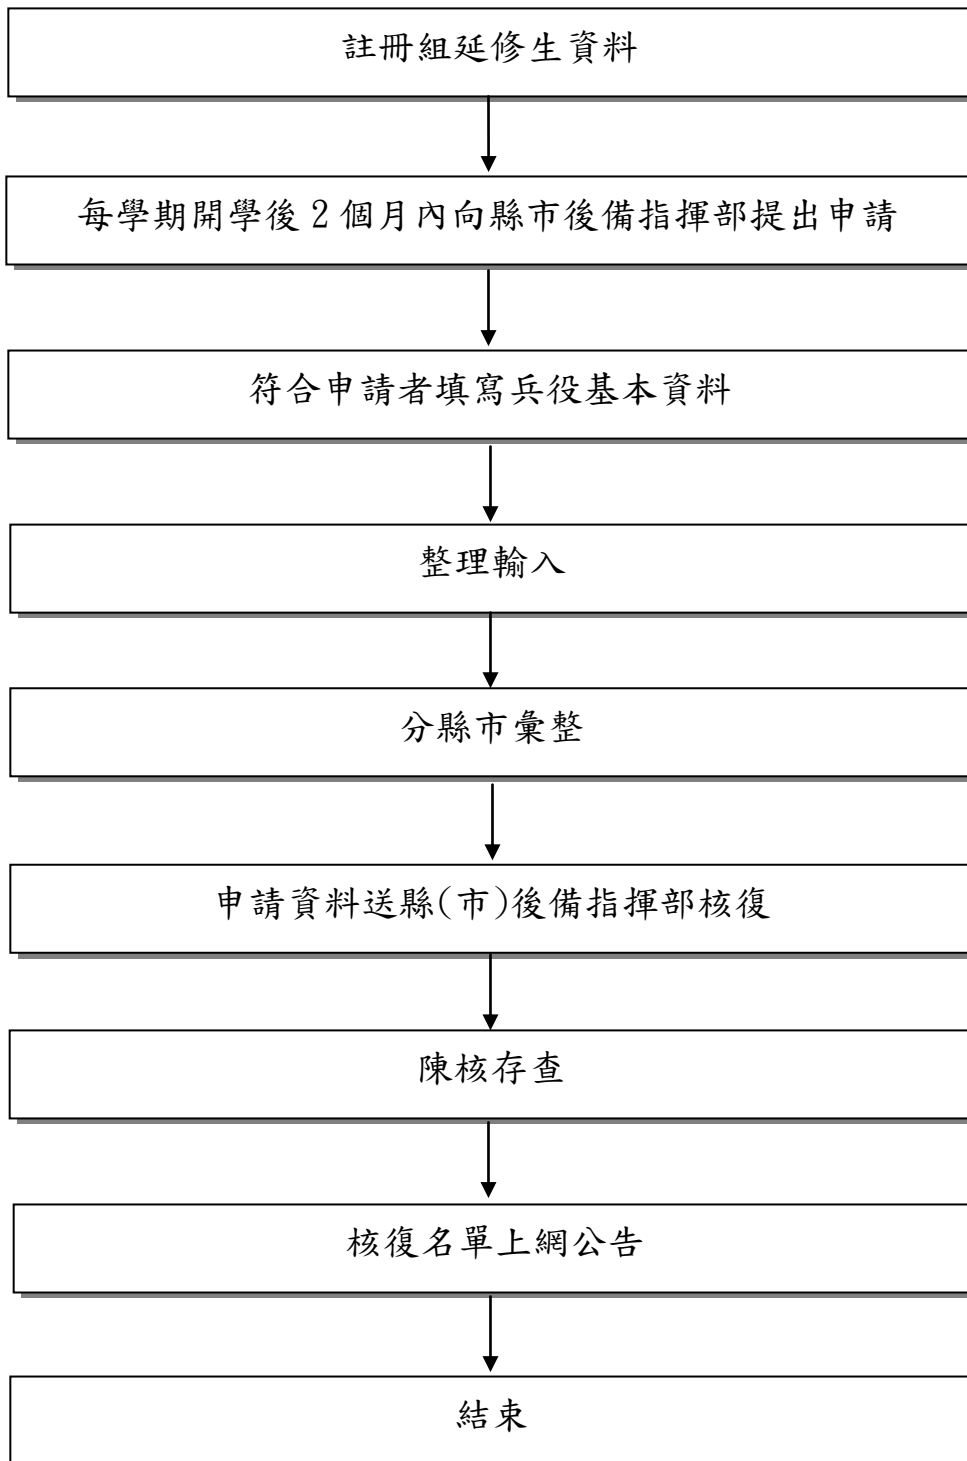 註冊組延修生資料
每學期開學後 2 個月內向縣市後備指揮部提出申請
符合申請者填寫兵役基本資料
整理輸入
分縣市彙整
申請資料送縣(市)後備指揮部核復
陳核存查
核復名單上網公告
結束